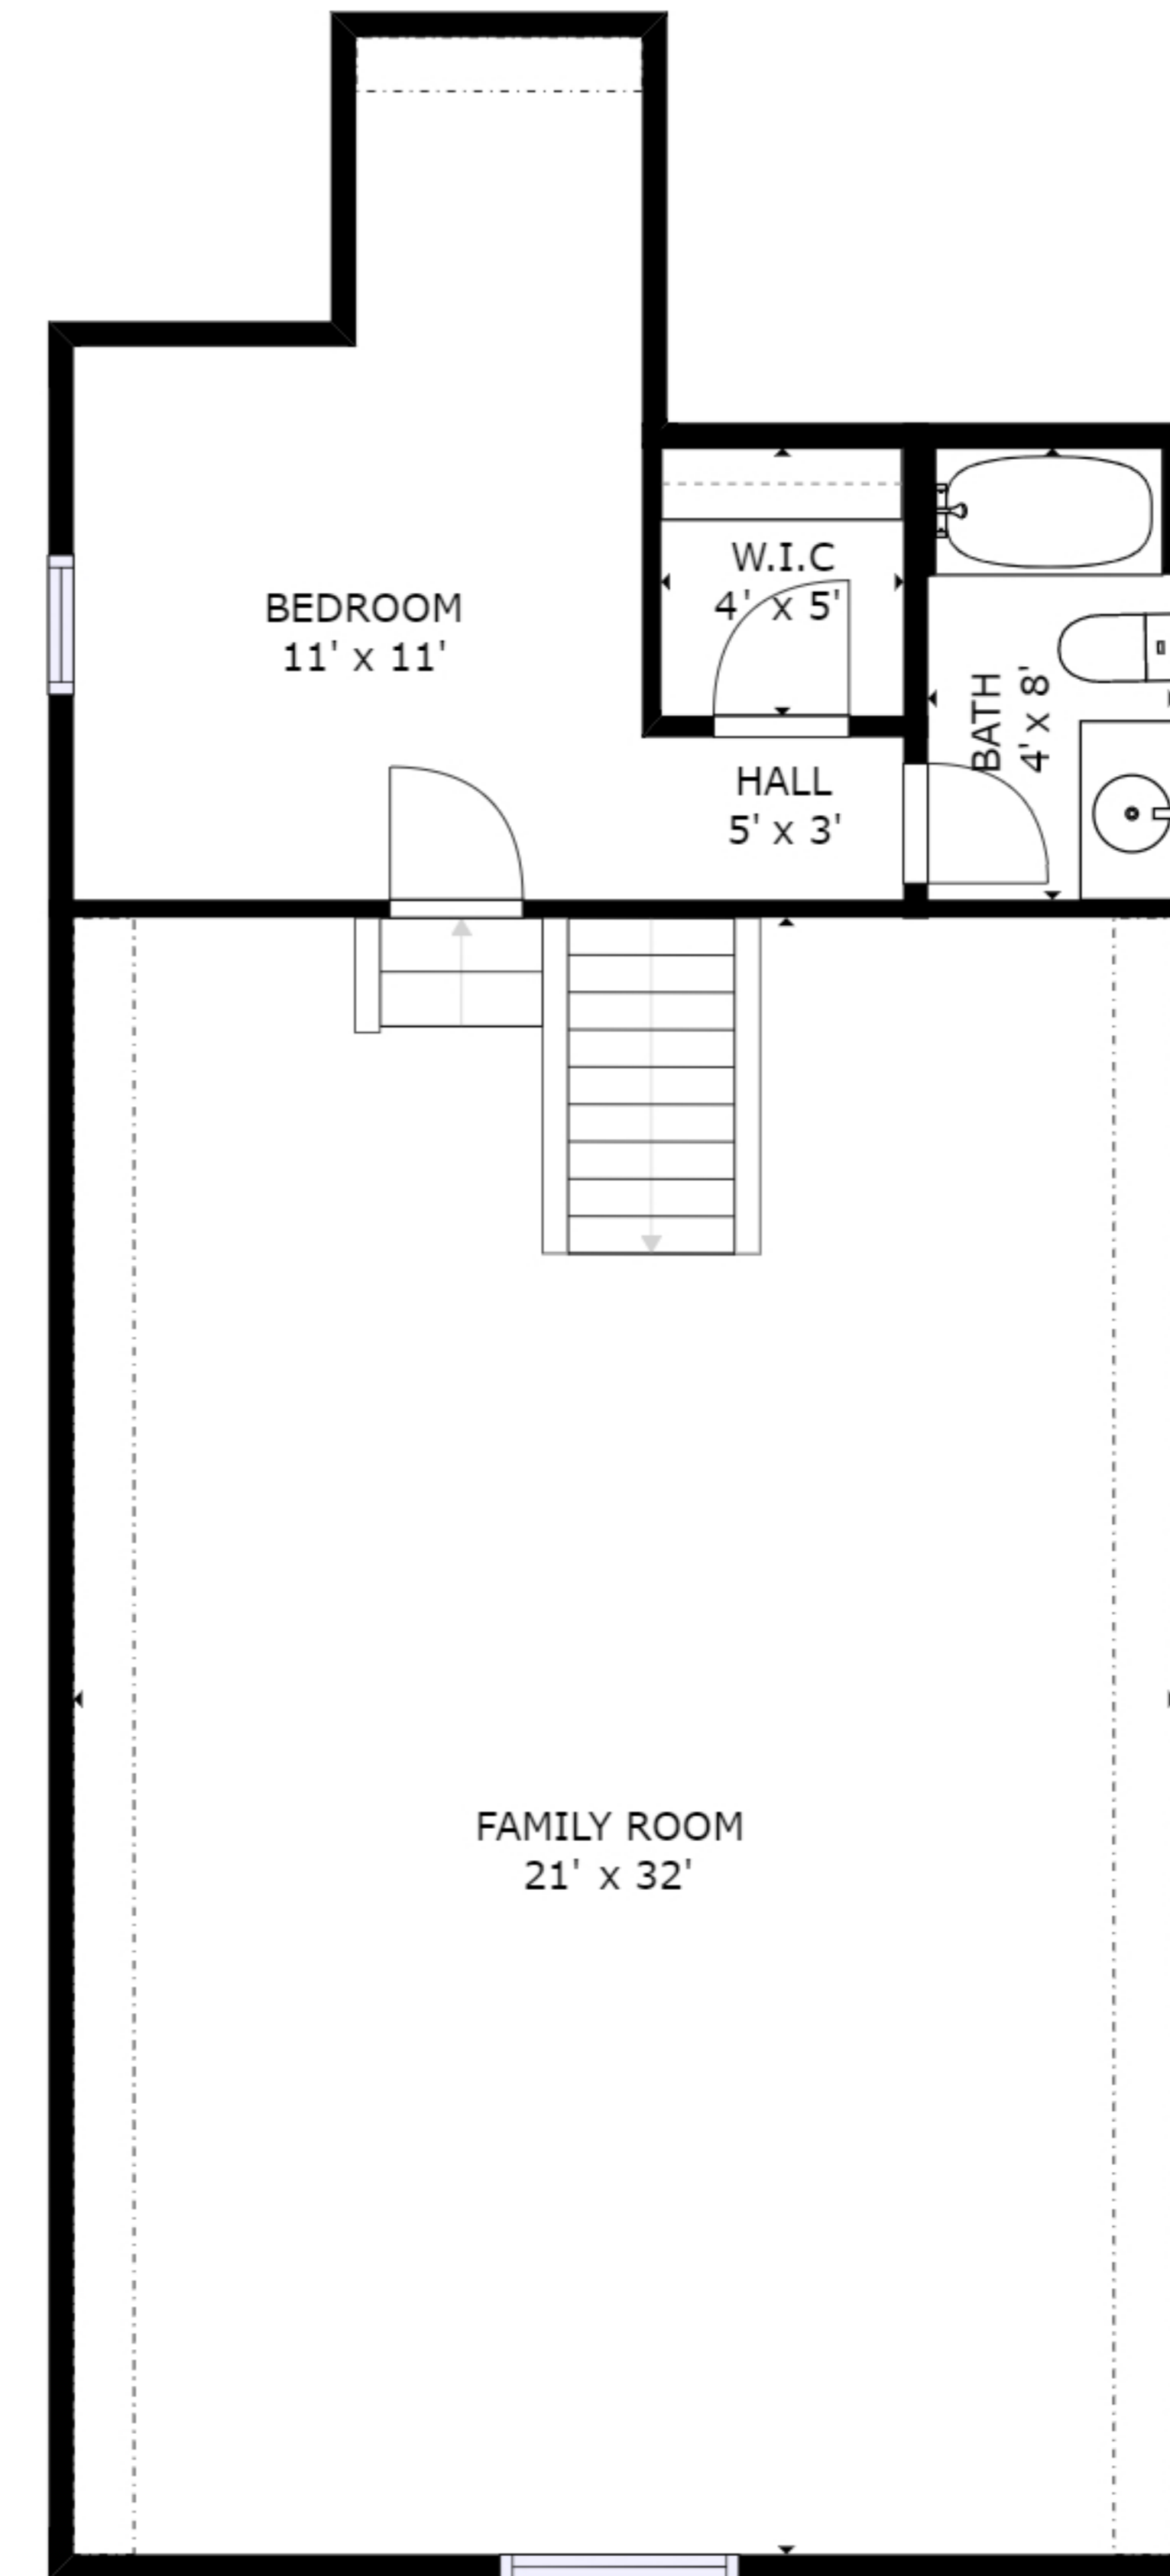 BEDROOM
11' x 11'
W.I.C
4' x 5'
BATH
4' x 8'
HALL
5' x 3'
FAMILY ROOM
21' x 32'